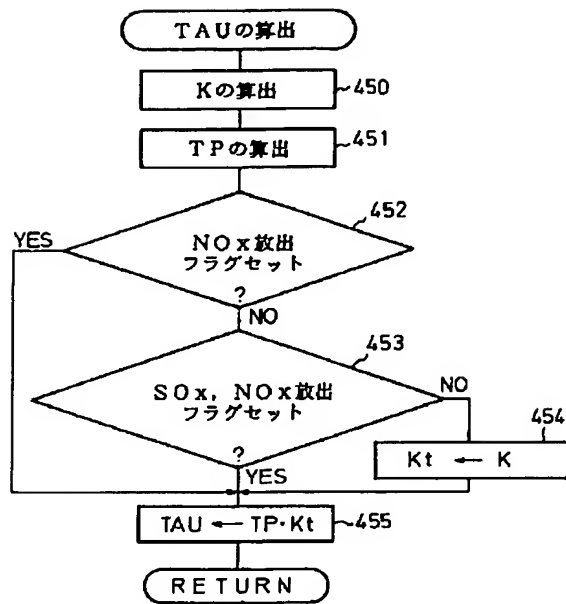 TAUの算出
Kの算出
450
TPの算出
451
452
YES
NOx放出
フラグセット
?
NO
453
SOx, NOx放出
フラグセット
?
NO
454
Kt ← K
YES
TAU ← TP·Kt
455
RETURN